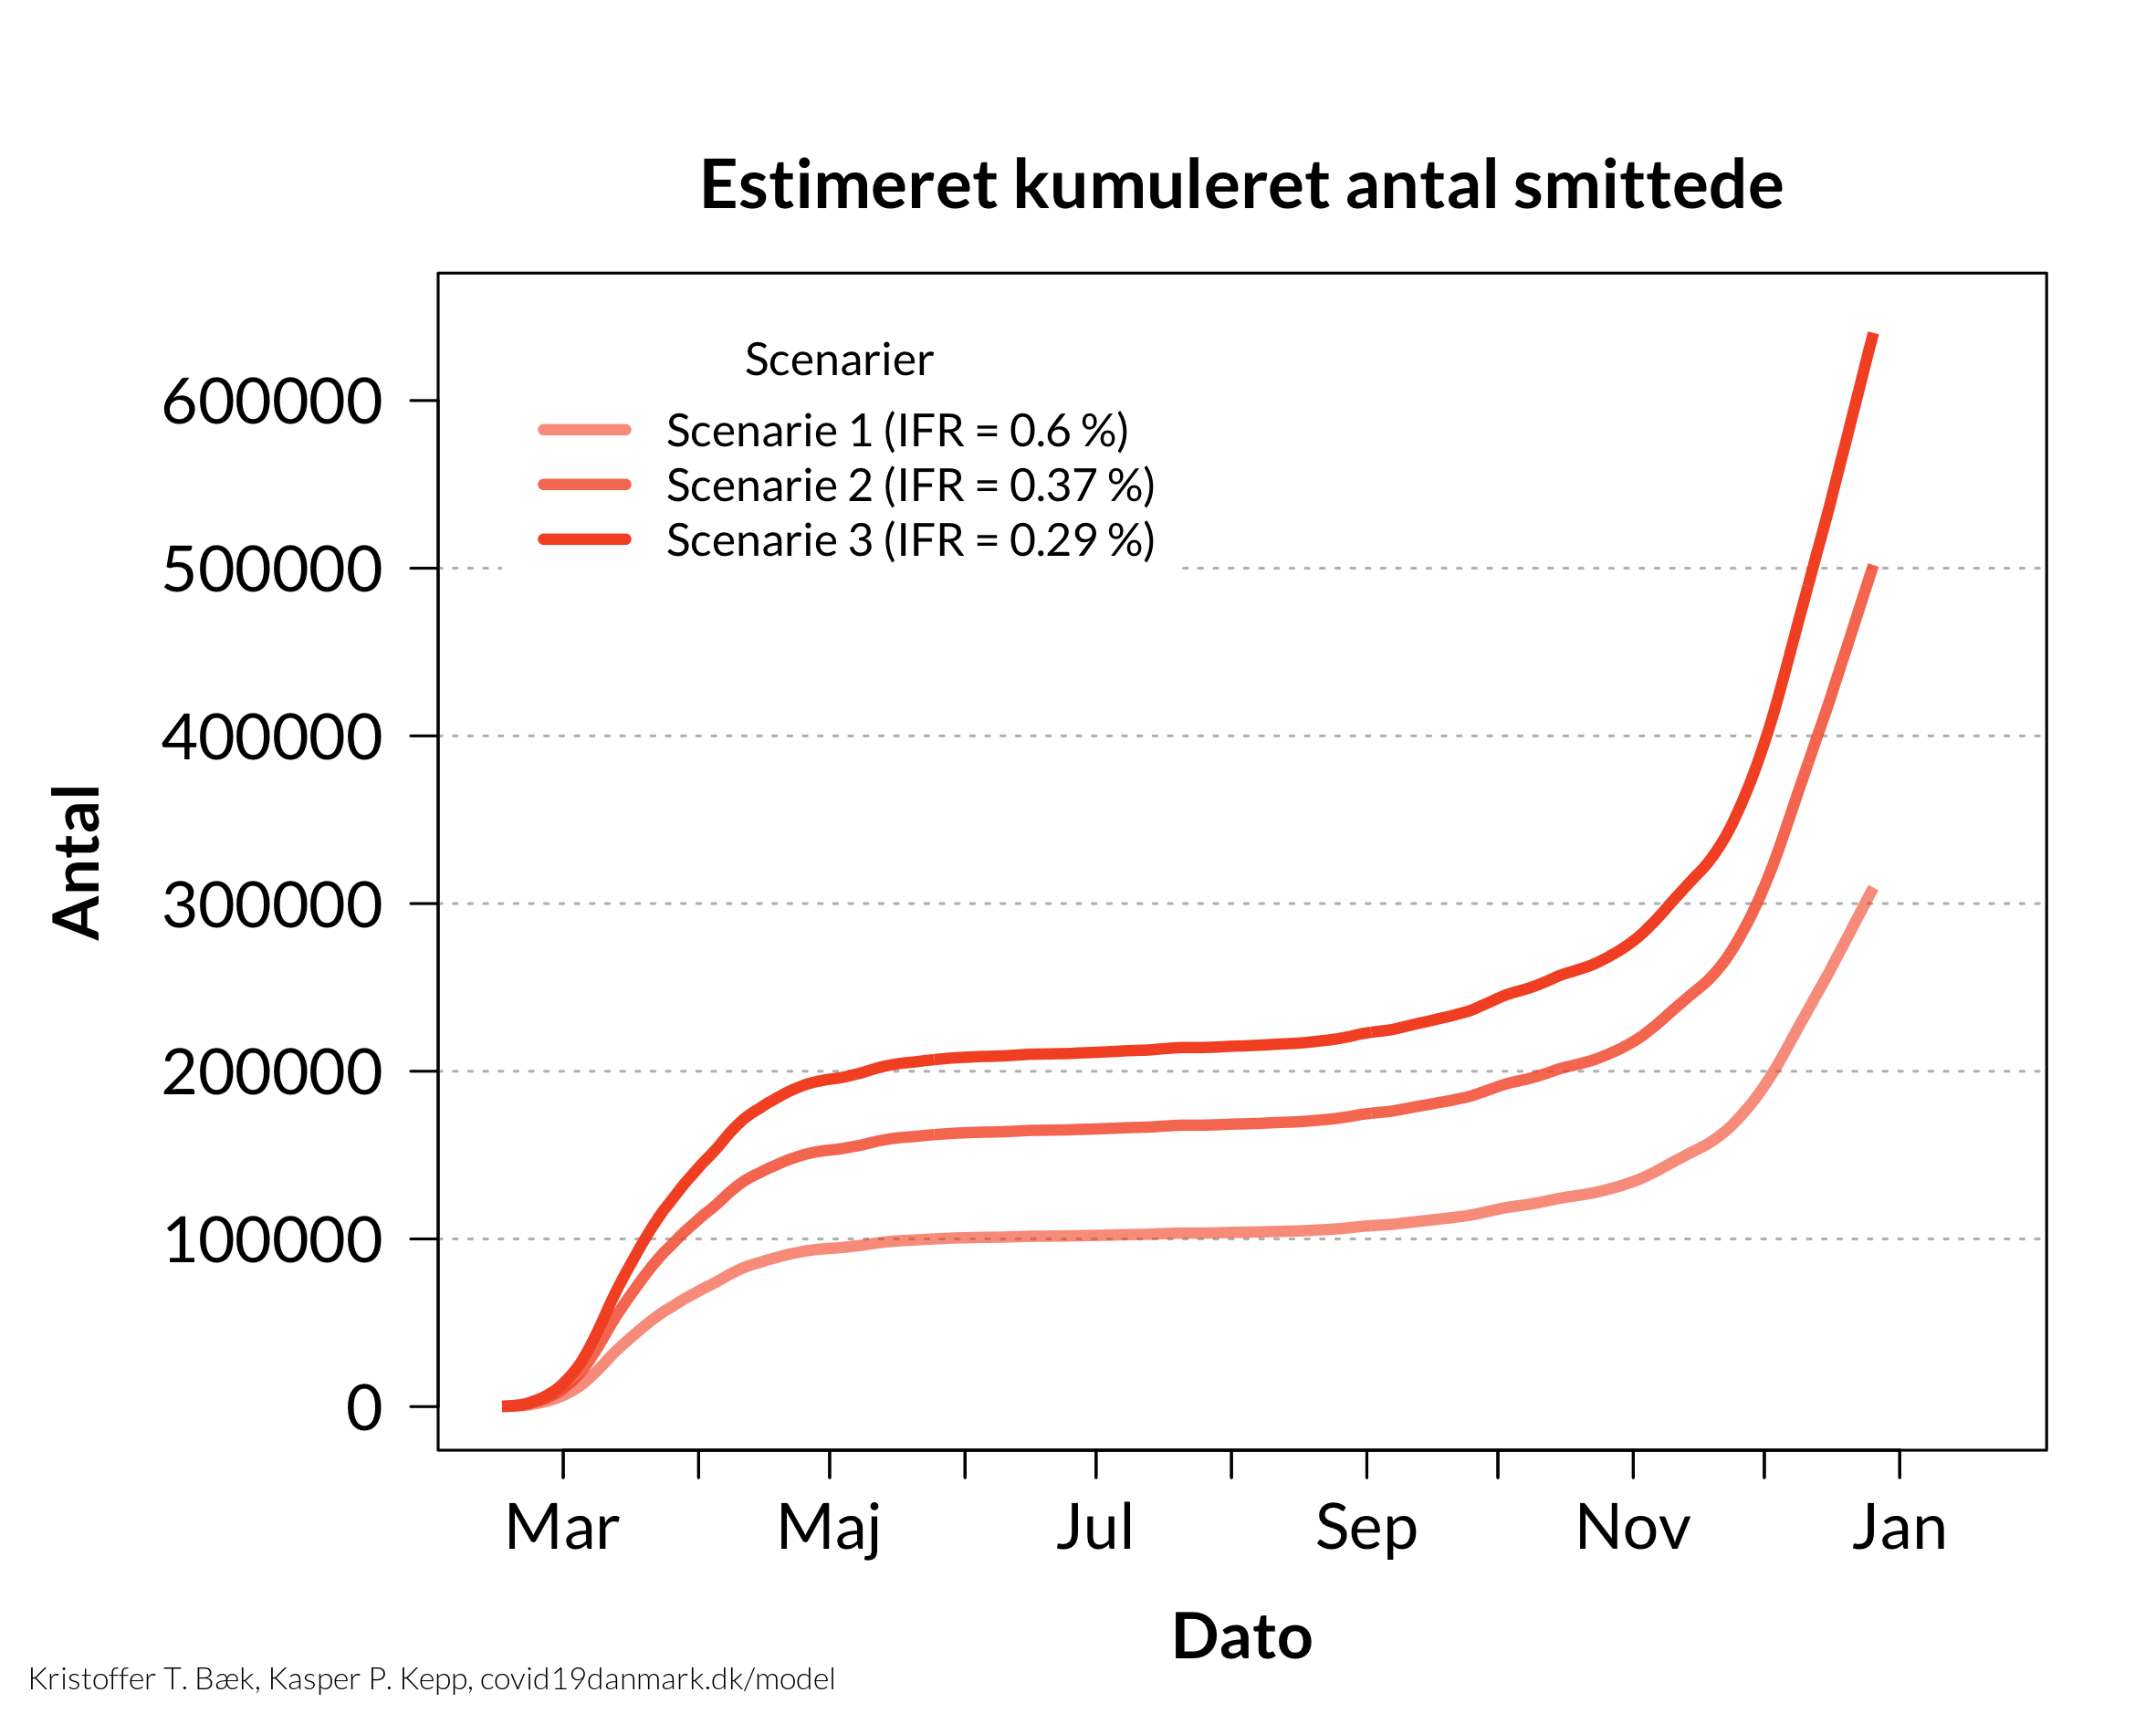 Estimeret kumuleret antal smittede
Scenarier
Scenarie 1 (IFR = 0.6 %)
Scenarie 2 (IFR = 0.37 %)
Scenarie 3 (IFR = 0.29 %)
600000
500000
400000
300000
200000
100000
0
Antal
Mar Maj Jul Sep Nov Jan
Dato
Kristoffer T. Bæk, Kasper P. Kepp, covid19danmark.dk/model